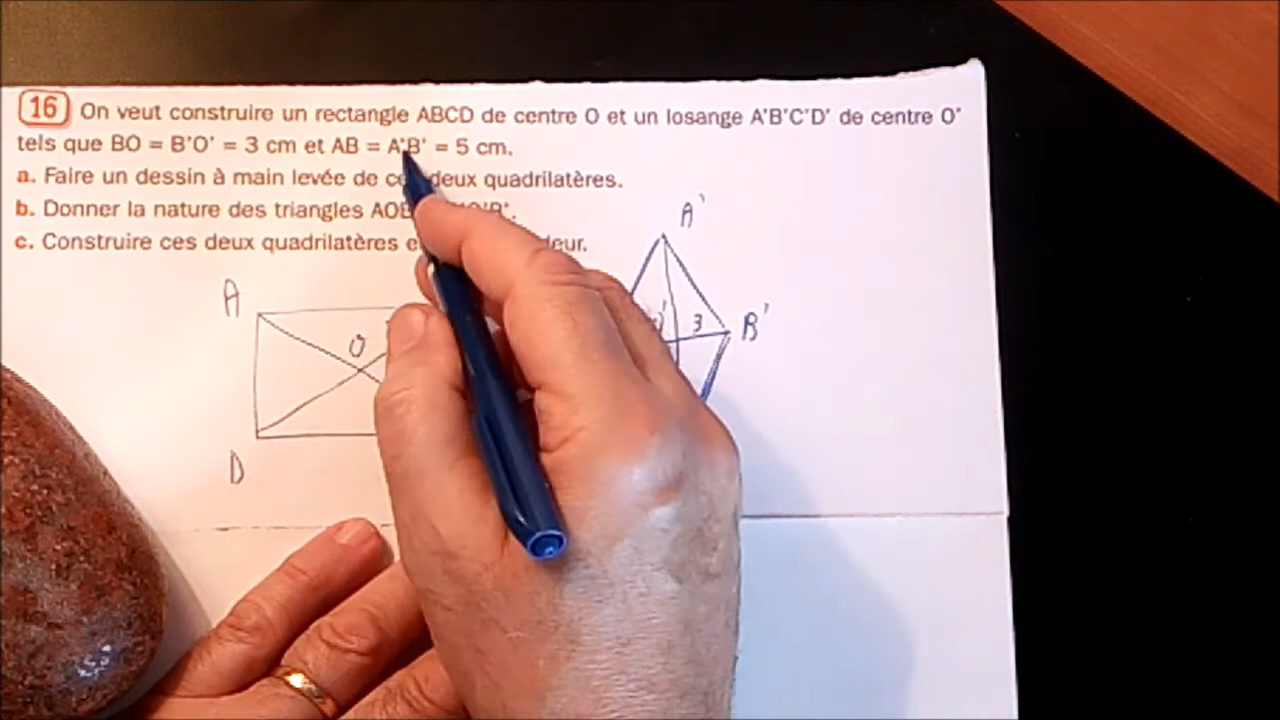 16 On veut construire un rectangle ABCD de centre O et un losange A'B'C'D' de centre O'
tels que BO = B'O' = 3 cm et AB = A'B' = 5 cm.
a. Faire un dessin à main levée de deux quadrilatères.
b. Donner la nature des triangles
c. Construire ces deux quadrilatères
A'
A
O
3
B'
D